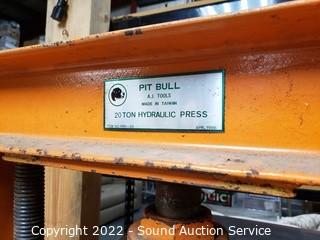 PIT BULL
A.J. TOOLS
MADE IN TAIWAN
20 TON HYDRAULIC PRESS
Copyright 2022 - Sound Auction Service